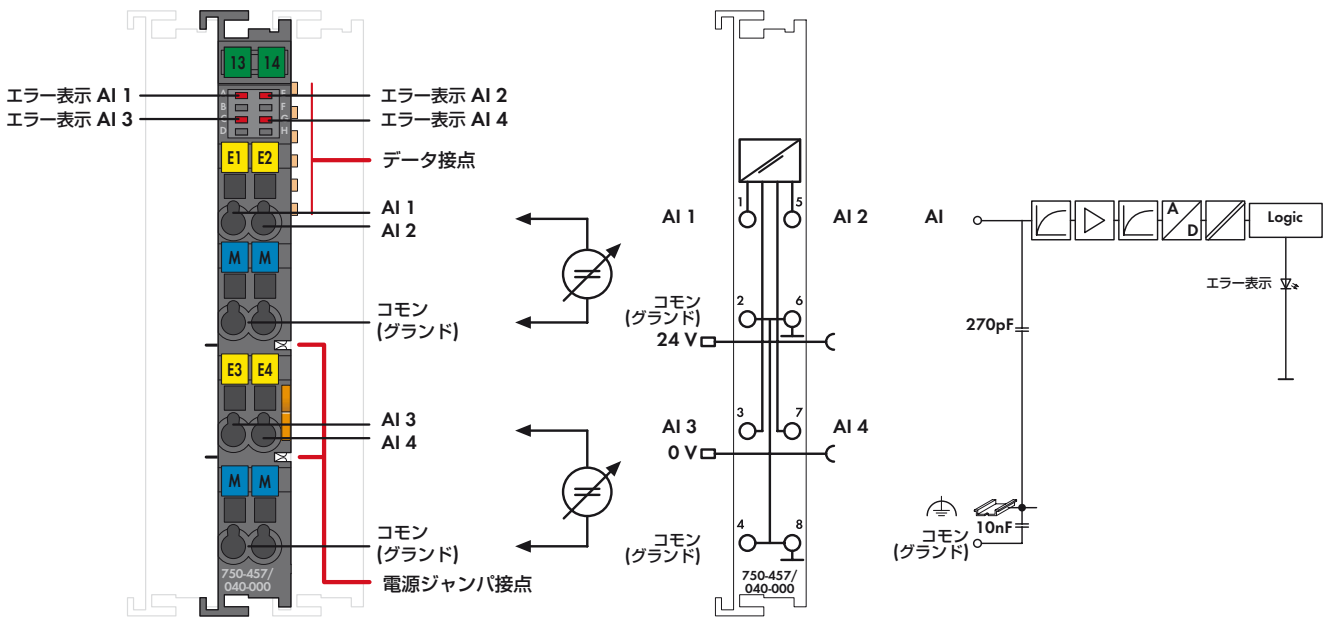 13 14
エラー表示 AI 1
エラー表示 AI 3
A E
B F
C G
D H
エラー表示 AI 2
エラー表示 AI 4
E1 E2
データ接点
AI 1
AI 2
M M
コモン
(グランド)
E3 E4
AI 3
AI 4
M M
コモン
(グランド)
750-457/
040-000
電源ジャンパ接点
1 5
AI 1
AI 2
2 6
コモン
(グランド)
24 V
3 7
AI 3
AI 4
0 V
4 8
コモン
(グランド)
750-457/
040-000
AI
A
D
Logic
エラー表示
270pF
10nF
コモン
(グランド)